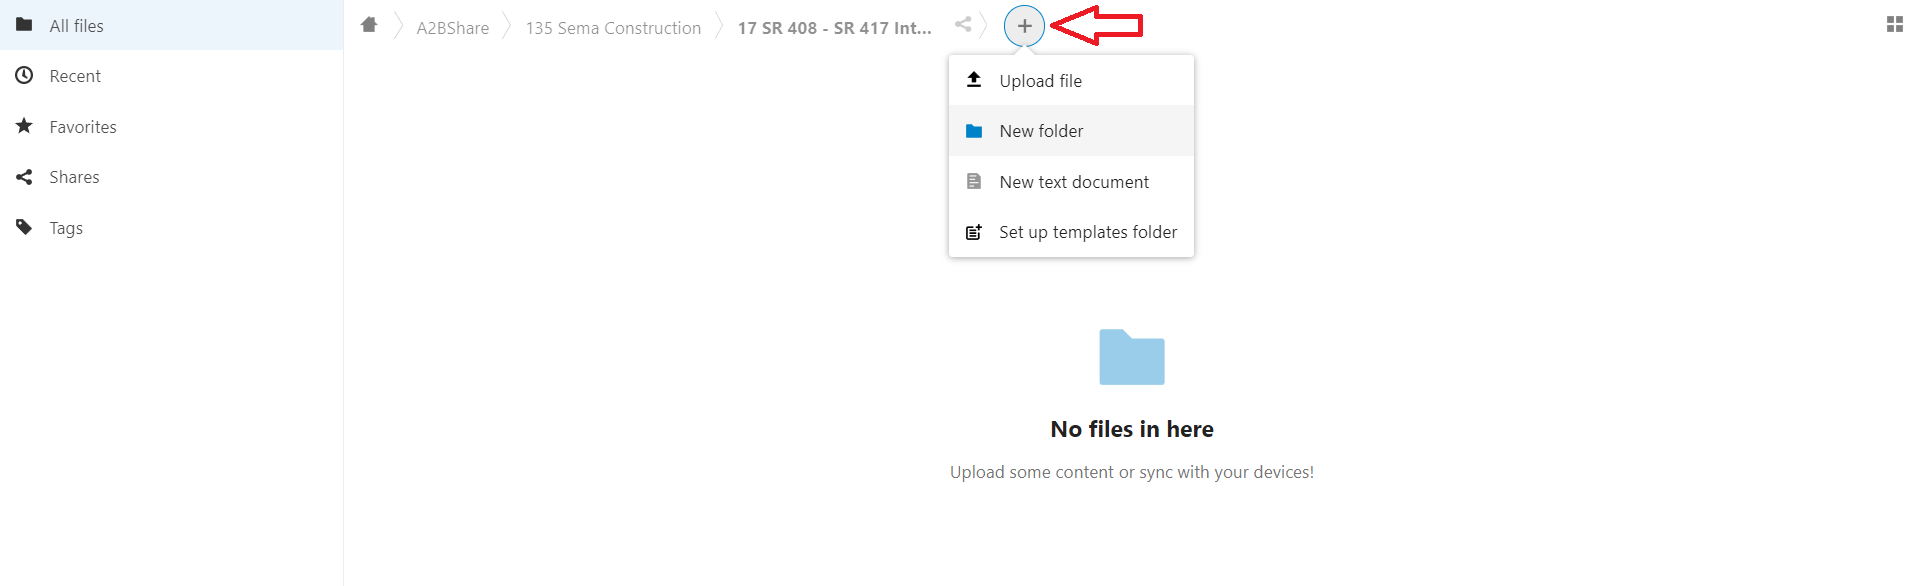 All files
Recent
Favorites
Shares
Tags
A2BShare
135 Sema Construction
17 SR 408 - SR 417 Int...
Upload file
New folder
New text document
Set up templates folder
No files in here
Upload some content or sync with your devices!